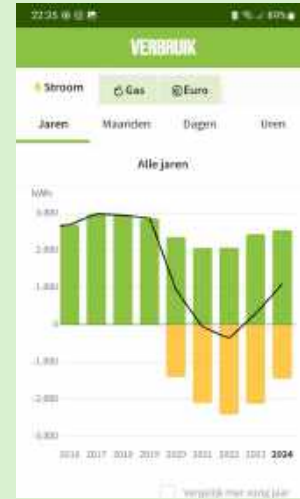 22:25
VERBRUIK
Stroom Gas Euro
Jaren Maanden Dagen Uren
Alle jaren
kWh
3.000
2.000
1.000
0
-1.000
-2.000
-3.000
2016 2017 2018 2019 2020 2021 2022 2023 2024
Vergelijk met vorig jaar